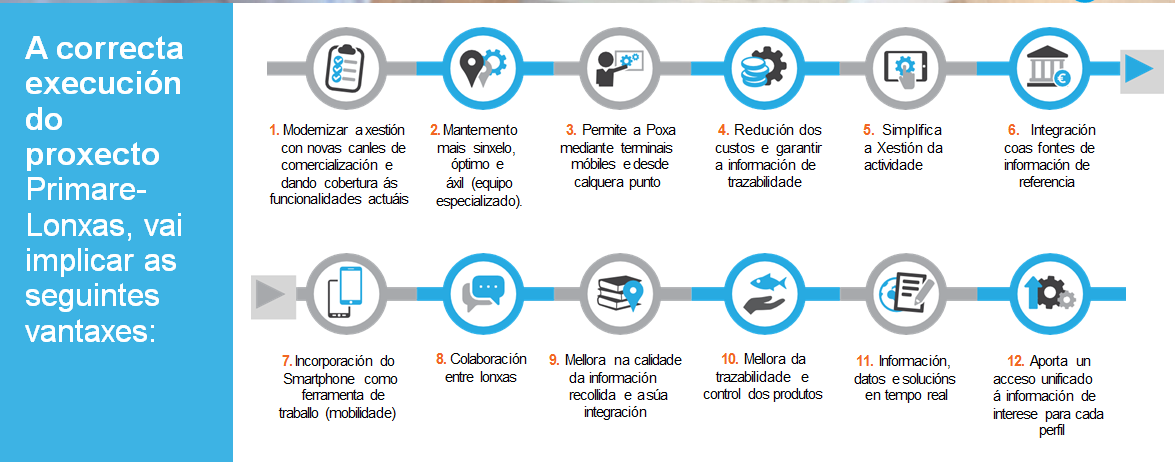 A correcta
execución
do
proxecto
Primare-
Lonxas, vai
implicar as
seguintes
vantaxes:
1. Modernizar a xestión
con novas canles de
comercialización e
dando cobertura ás
funcionalidades actuáis
2. Mantemento
mais sinxelo,
óptimo e
áxil (equipo
especializado).
3. Permite a Poxa
mediante terminais
móbiles e desde
calquera punto
4. Redución dos
custos e garantir
a información de
trazabilidade
5. Simplifica
a Xestión da
actividade
6. Integración
coas fontes de
información de
referencia
7. Incorporación do
Smartphone como
ferramenta de
traballo (mobilidade)
8. Colaboración
entre lonxas
9. Mellora na calidade
da información
recollida e a súa
integración
10. Mellora da
trazabilidade e
control dos produtos
11. Información,
datos e solucións
en tempo real
12. Aporta un
acceso unificado
á información de
interese para cada
perfil